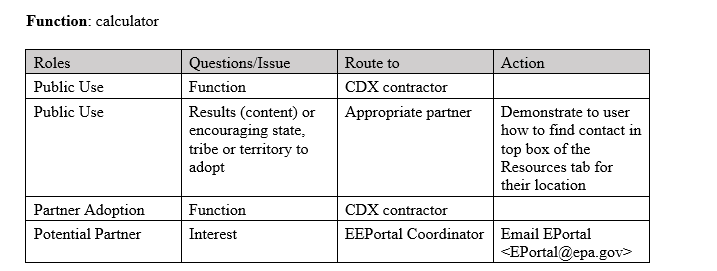 Function: calculator
Roles Questions/Issue Route to Action
Public Use Function CDX contractor
Public Use Results (content) or Appropriate partner Demonstrate to user
encouraging state, how to find contact in
tribe or territory to top box of the
adopt Resources tab for
their location
Partner Adoption Function CDX contractor
Potential Partner Interest EEPortal Coordinator Email EPortal
<EPortal@epa.gov>